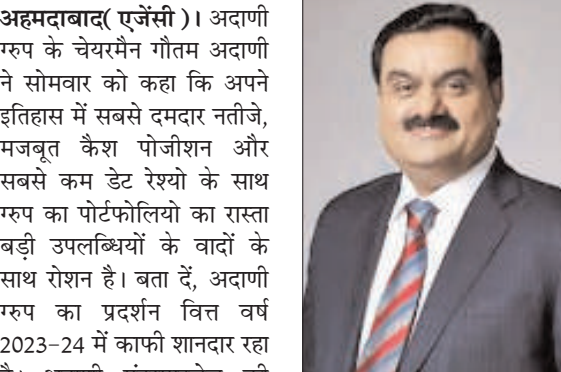 अहमदाबाद( एजेंसी )। अदाणी
ग्रुप के चेयरमैन गौतम अदाणी
ने सोमवार को कहा कि अपने
इतिहास में सबसे दमदार नतीजे,
मजबूत कैश पोजीशन और
सबसे कम डेट रेश्यो के साथ
ग्रुप का पोर्टफोलियो का रास्ता
बड़ी उपलब्धियों के वादों के
साथ रोशन है। बता दें, अदाणी
ग्रुप का प्रदर्शन वित्त वर्ष
2023-24 में काफी शानदार रहा